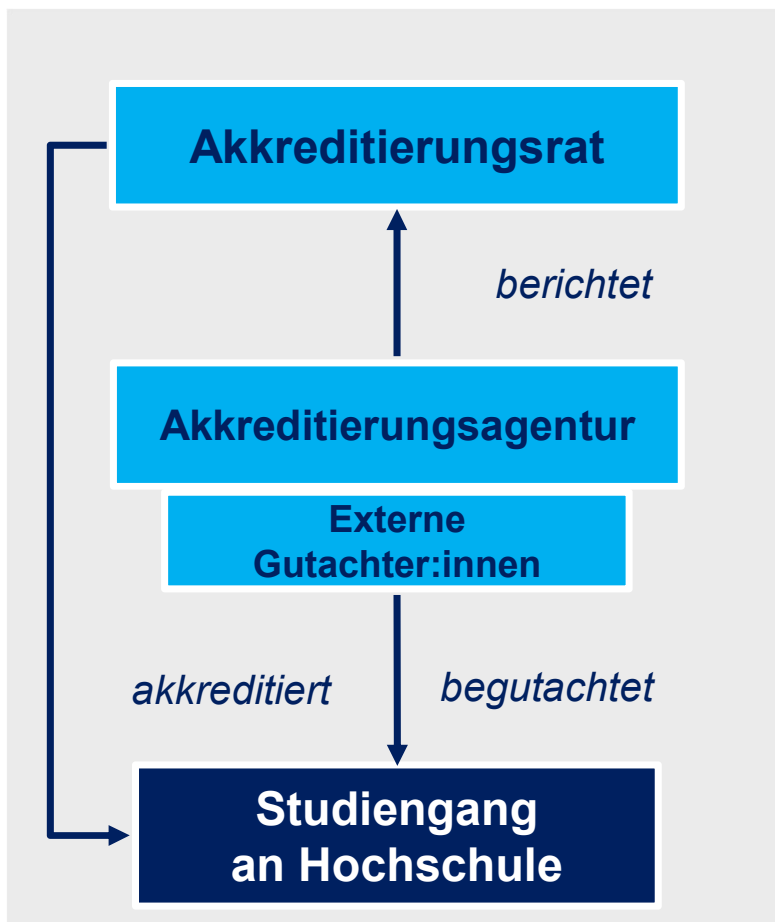 Akkreditierungsrat
berichtet
Akkreditierungsagentur
Externe
Gutachter:innen
akkreditiert
begutachtet
Studiengang
an Hochschule